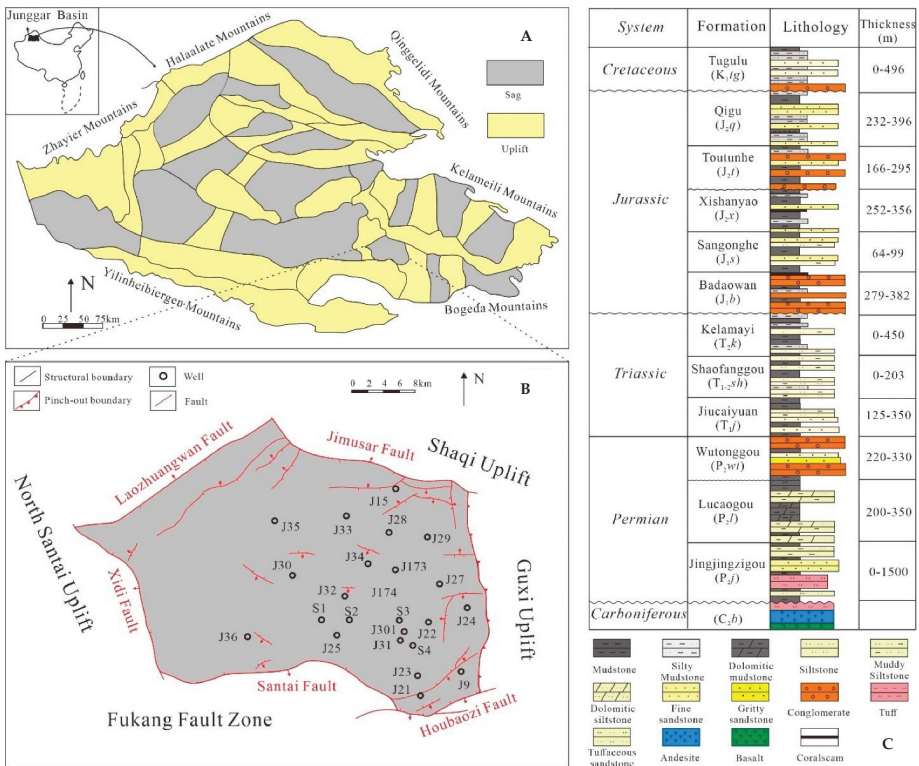 Junggar Basin
Halaalate Mountains
Qinggelidi Mountains
A
Sag
Uplift
Zhayier Mountains
Kelameili Mountains
N
0 25 50 75km
Yilinheibiergen Mountains
Bogeda Mountains
Structural boundary
Well
Pinch-out boundary
Fault
0 2 4 6 8km
N
B
Laozhuangwan Fault
Jimusar Fault
Shaqi Uplift
North Santai Uplift
Xidi Fault
Guxi Uplift
J15
J35
J33
J28
J29
J34
J30
J173
J27
J32
J174
S1
S2
S3
J24
J301
J22
J36
J25
J31
S4
J23
J9
J21
Santai Fault
Houbaozi Fault
Fukang Fault Zone
System Formation Lithology Thickness
(m)
Cretaceous
Tugulu
(K₁tg)
0-496
Jurassic
Qigu
(J₂q)
232-396
Toutunhe
(J₂t)
166-295
Xishanyao
(J₂x)
252-356
Sangonghe
(J₁s)
64-99
Badaowan
(J₁b)
279-382
Triassic
Kelamayi
(T₂k)
0-450
Shaofanggou
(T₁₋₂sh)
0-203
Jiucaiyuan
(T₁j)
125-350
Permian
Wutonggou
(P₂wt)
220-330
Lucaogou
(P₂l)
200-350
Jingjingzigou
(P₂j)
0-1500
Carboniferous
(C₂b)
Mudstone
Silty
Mudstone
Dolomitic
mudstone
Siltstone
Muddy
Siltstone
Dolomitic
siltstone
Fine
sandstone
Gritty
sandstone
Conglomerate
Tuff
Tuffaceous
sandstone
Andesite
Basalt
Coralscam
C